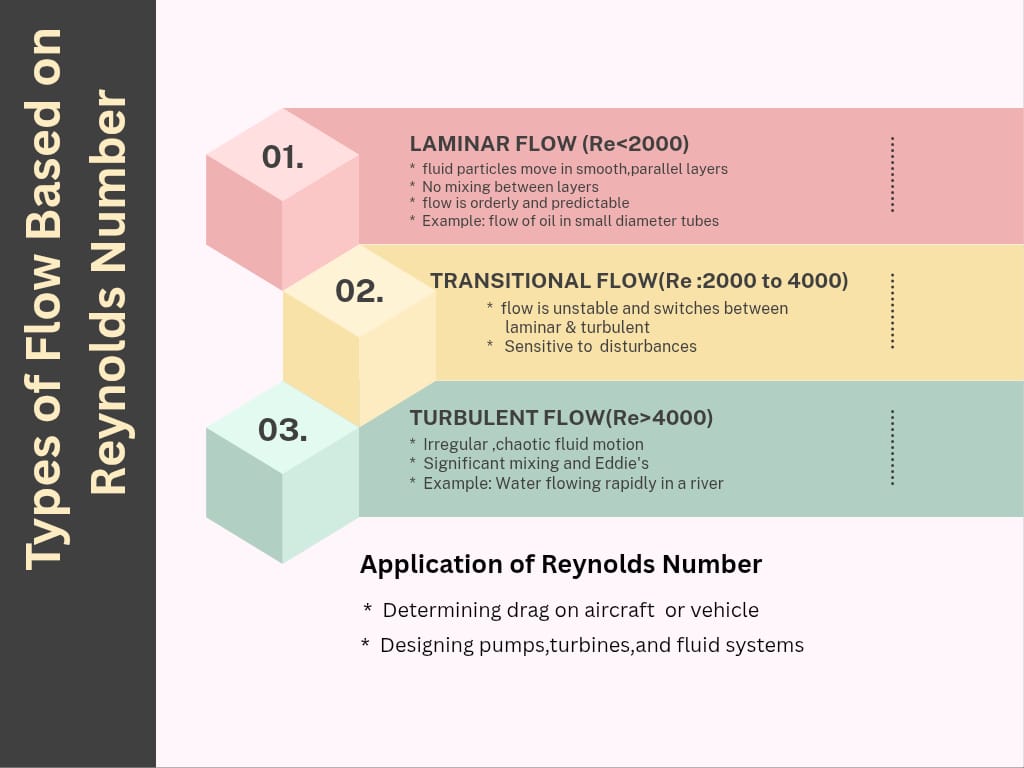 Types of Flow Based on
Reynolds Number
01.
LAMINAR FLOW (Re<2000)
* fluid particles move in smooth,parallel layers
* No mixing between layers
* flow is orderly and predictable
* Example: flow of oil in small diameter tubes
02.
TRANSITIONAL FLOW(Re :2000 to 4000)
* flow is unstable and switches between
laminar & turbulent
* Sensitive to disturbances
03.
TURBULENT FLOW(Re>4000)
* Irregular ,chaotic fluid motion
* Significant mixing and Eddie's
* Example: Water flowing rapidly in a river
Application of Reynolds Number
* Determining drag on aircraft or vehicle
* Designing pumps,turbines,and fluid systems